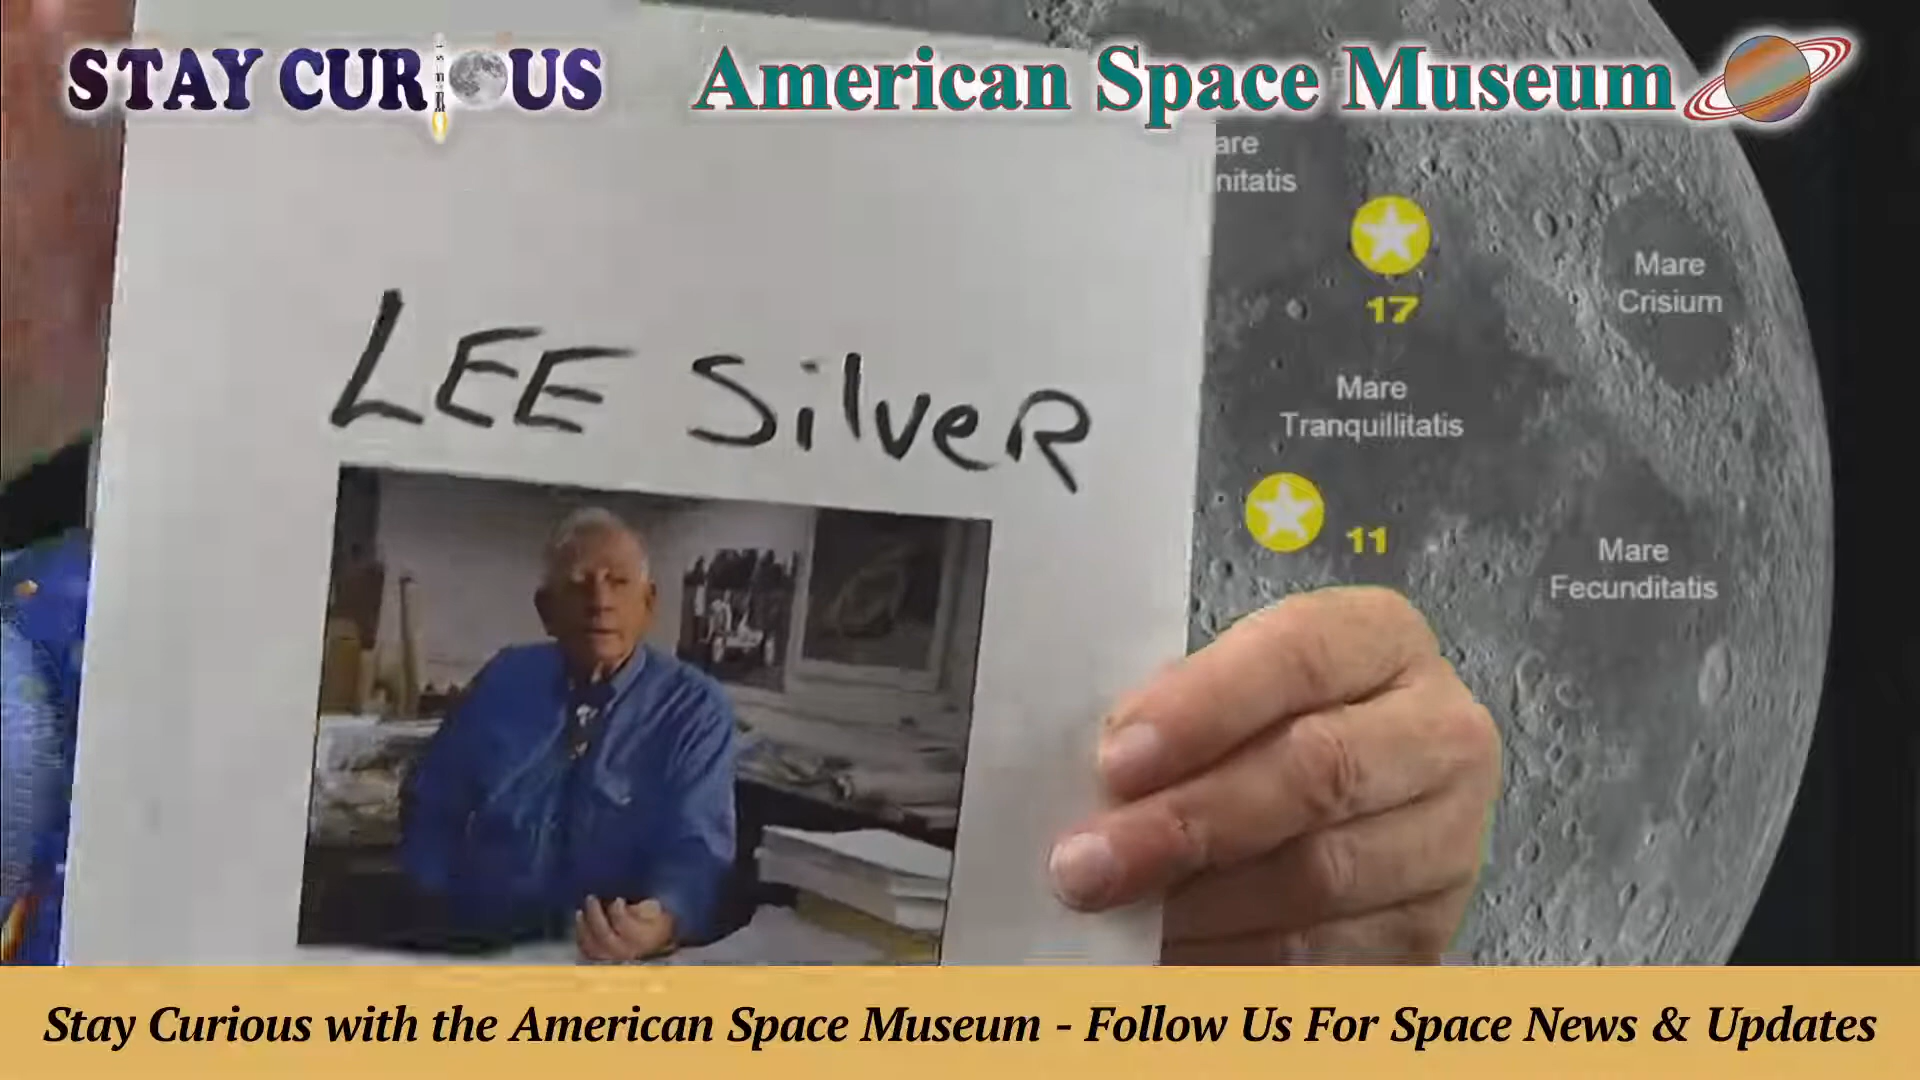 STAY CURIOUS
American Space Museum
are
nitatis
17
Mare
Crisium
LEE SilveR
Mare
Tranquillitatis
11
Mare
Fecunditatis
Stay Curious with the American Space Museum - Follow Us For Space News & Updates